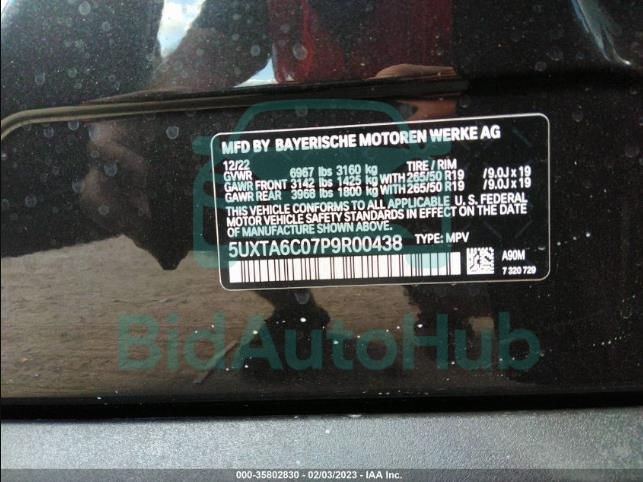 MFD BY BAYERISCHE MOTOREN WERKE AG
12/22 TIRE / RIM
GVWR 6967 lbs 3160 kg
GAWR FRONT 3142 lbs 1425 kg WITH 265/50 R19 / 9.0J x 19
GAWR REAR 3968 lbs 1800 kg WITH 265/50 R19 / 9.0J x 19
THIS VEHICLE CONFORMS TO ALL APPLICABLE U. S. FEDERAL
MOTOR VEHICLE SAFETY STANDARDS IN EFFECT ON THE DATE
OF MANUFACTURE SHOWN ABOVE.
5UXTA6C07P9R00438 TYPE: MPV
A90M
7 320 729
BidAutoHub
000-35802830 - 02/03/2023 - IAA Inc.